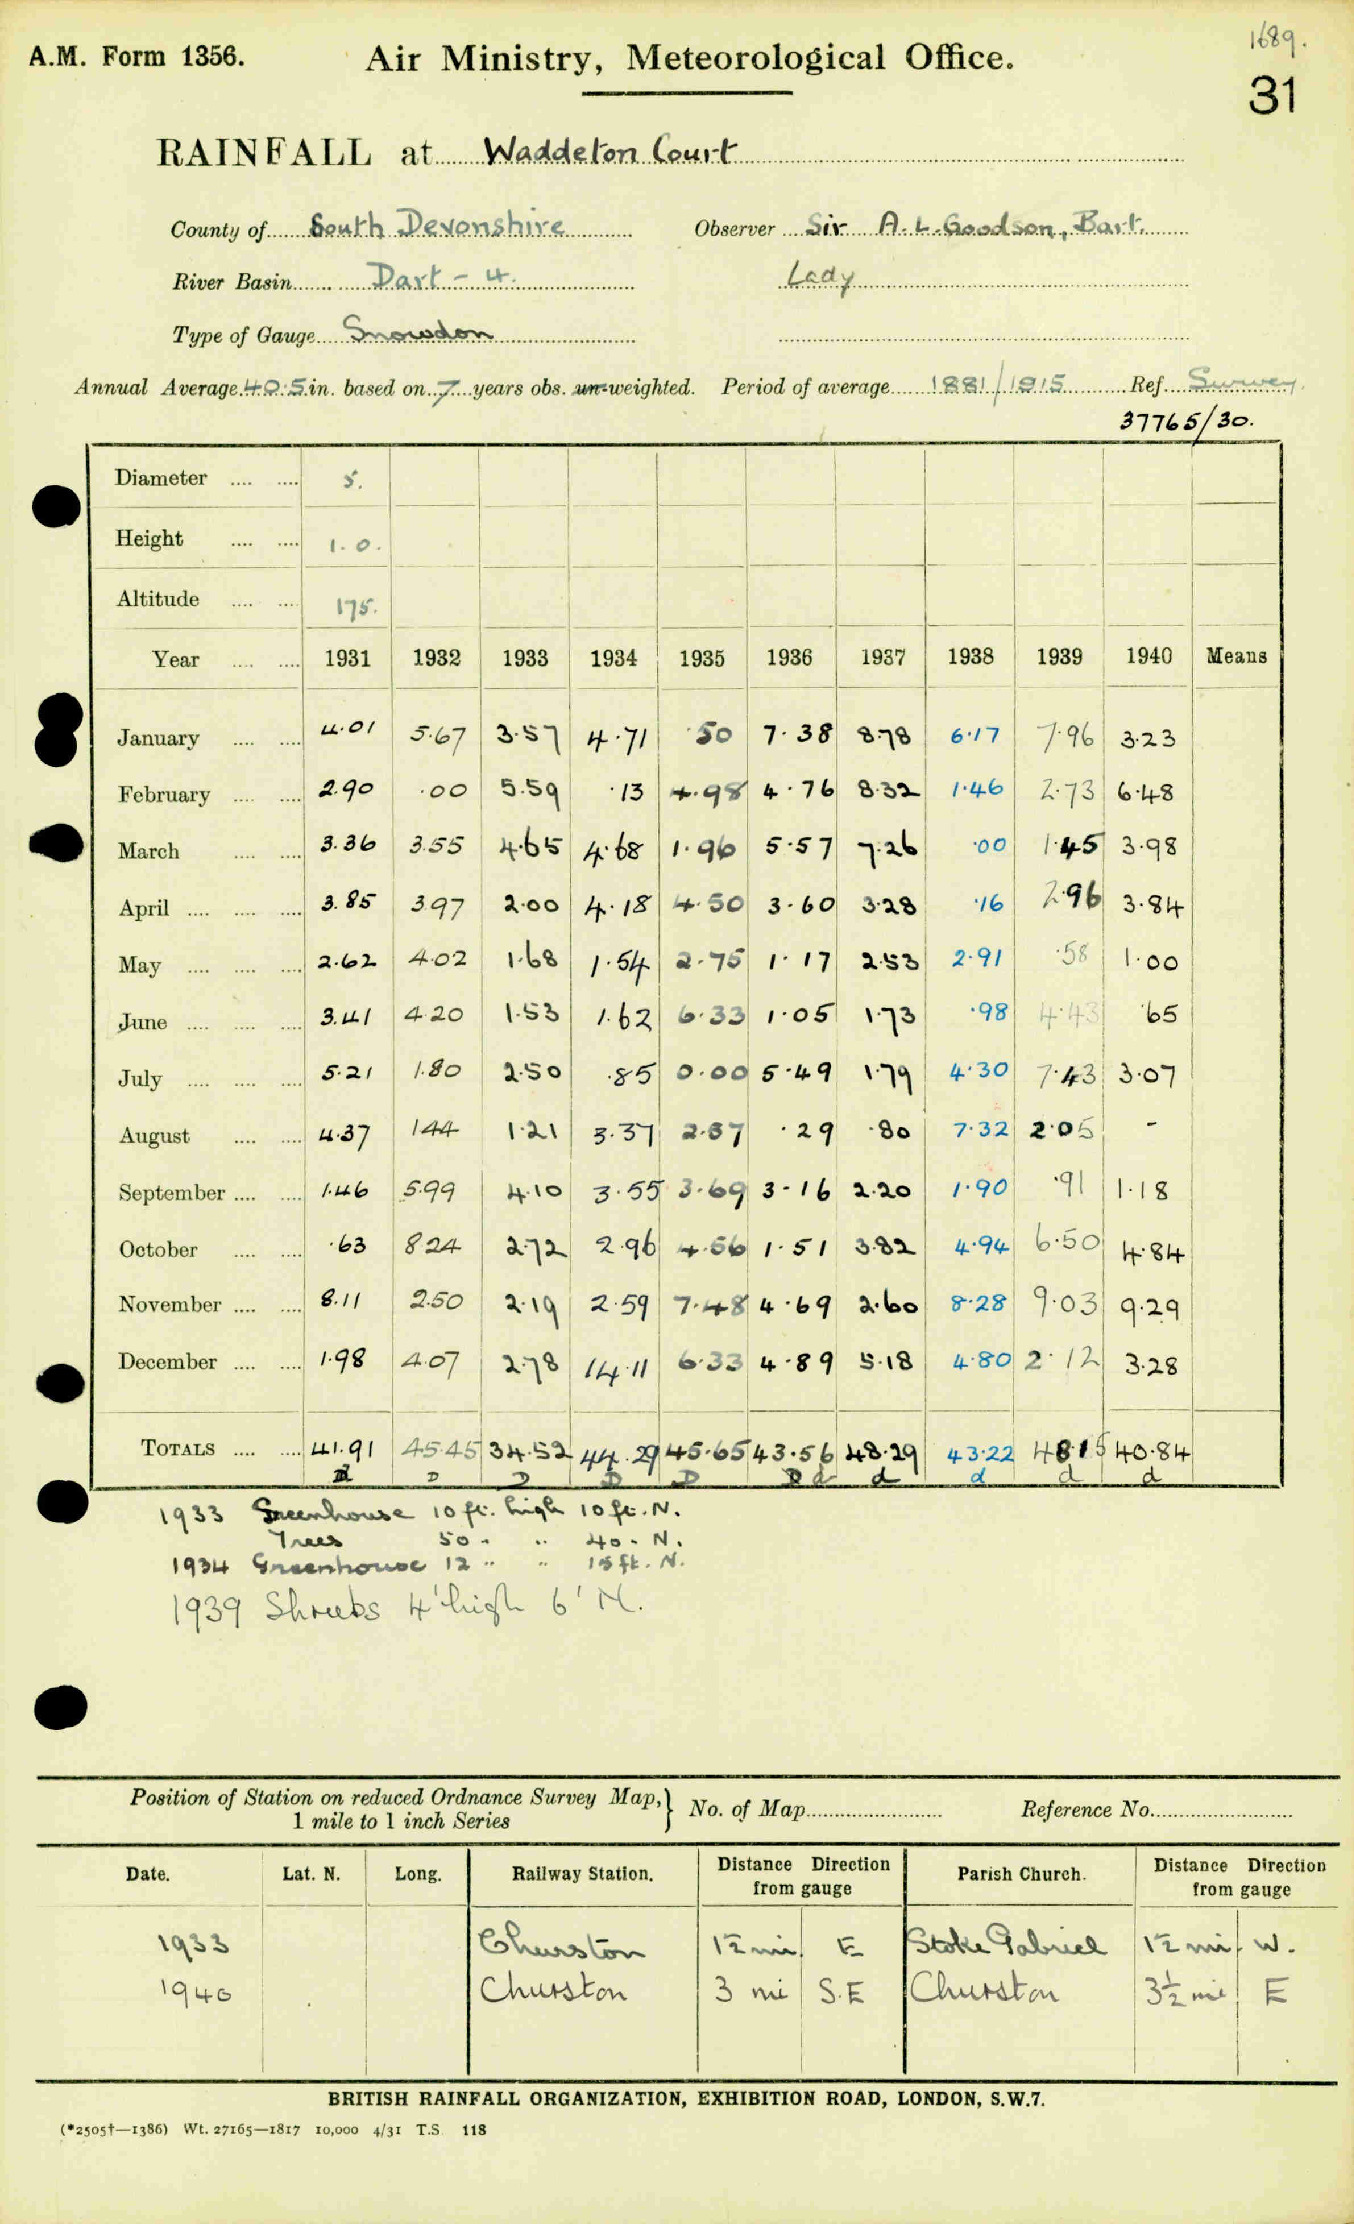 1689.
A.M. Form 1356. Air Ministry, Meteorological Office.
31
RAINFALL at Waddeton Court
County of South Devonshire Observer Sir A. L. Goodson, Bart.
River Basin Dart - 4. Lady
Type of Gauge Snowdon
Annual Average 40.5 in. based on 7 years obs. un-weighted. Period of average 1881/1915 Ref. Survey.
37765/30.
Diameter .... .... 5.
Height .... .... 1.0.
Altitude .... .... 175.
Year .... .... 1931 1932 1933 1934 1935 1936 1937 1938 1939 1940 Means
January .... .... 4.01 5.67 3.57 4.71 .50 7.38 8.78 6.17 7.96 3.23
February .... .... 2.90 .00 5.59 .13 4.98 4.76 8.32 1.46 2.73 6.48
March .... .... 3.36 3.55 4.65 4.68 1.96 5.57 7.26 .00 1.45 3.98
April .... .... .... 3.85 3.97 2.00 4.18 4.50 3.60 3.28 .16 2.96 3.84
May .... .... .... 2.62 4.02 1.68 1.54 2.75 1.17 2.53 2.91 .58 1.00
June .... .... .... 3.41 4.20 1.53 1.62 6.33 1.05 1.73 .98 4.43 .65
July .... .... .... 5.21 1.80 2.50 .85 0.00 5.49 1.79 4.30 7.43 3.07
August .... .... 4.37 1.44 1.21 3.37 2.57 .29 .80 7.32 2.05 -
September .... .... 1.46 5.99 4.10 3.55 3.69 3.16 2.20 1.90 .91 1.18
October .... .... .63 8.24 2.72 2.96 4.56 1.51 3.82 4.94 6.50 4.84
November .... .... 8.11 2.50 2.19 2.59 7.48 4.69 2.60 8.28 9.03 9.29
December .... .... 1.98 4.07 2.78 14.11 6.33 4.89 5.18 4.80 2.12 3.28
TOTALS .... .... 41.91 45.45 34.52 44.29 45.65 43.56 48.29 43.22 48.15 40.84
d D D D D D d d d d d
1933 Greenhouse 10 ft. high 10 ft. N.
Trees 50 " " 40 " N.
1934 Greenhouse 12 " " 15 ft. N.
1939 Shrubs 4' high 6' N.
Position of Station on reduced Ordnance Survey Map, } No. of Map Reference No.
1 mile to 1 inch Series
Date. Lat. N. Long. Railway Station. Distance Direction from gauge Parish Church. Distance Direction from gauge
1933 Churston 1½ mi. E Stoke Gabriel 1½ mi. W.
1940 Churston 3 mi S.E Churston 3½ mi E
BRITISH RAINFALL ORGANIZATION, EXHIBITION ROAD, LONDON, S.W.7.
(*2505†—1386) Wt. 27165—1817 10,000 4/31 T.S. 118